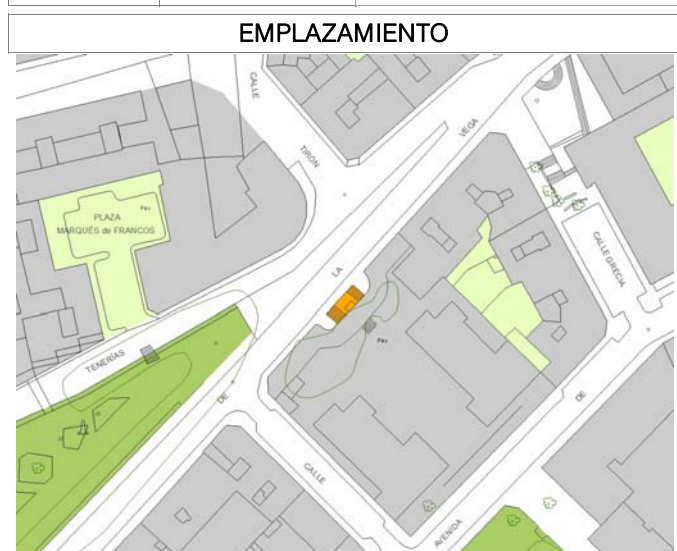 EMPLAZAMIENTO
CALLE
TIRÓN
VEGA
PLAZA
MARQUÉS de FRANCOS
Pav
CALLE GRECIA
LA
Pav
TENERÍAS
DE
DE
CALLE
AVENIDA